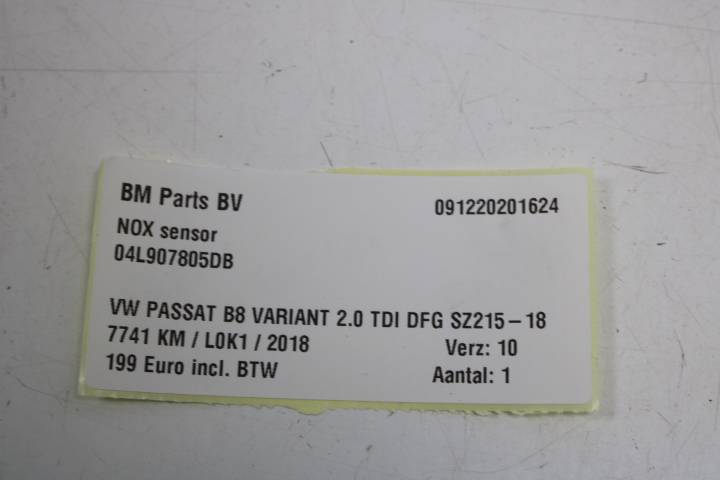 BM Parts BV 091220201624
NOX sensor
04L907805DB
VW PASSAT B8 VARIANT 2.0 TDI DFG SZ215-18
7741 KM / L0K1 / 2018 Verz: 10
199 Euro incl. BTW Aantal: 1